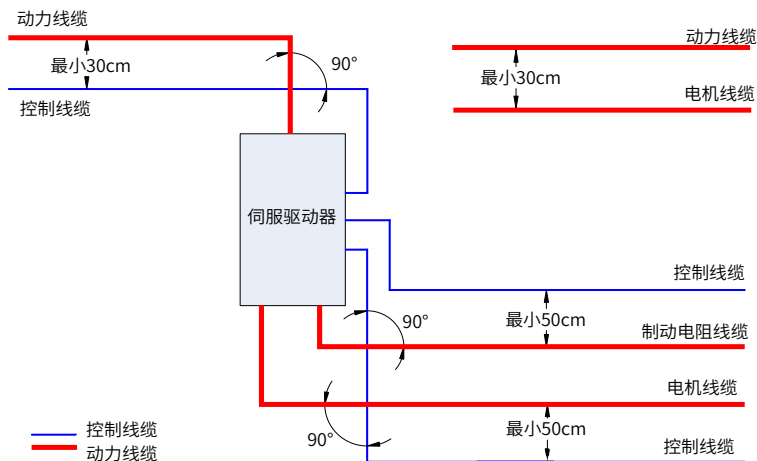 动力线缆
最小30cm
90°
控制线缆
动力线缆
最小30cm
电机线缆
伺服驱动器
控制线缆
90°
最小50cm
制动电阻线缆
电机线缆
90°
最小50cm
控制线缆
控制线缆
动力线缆